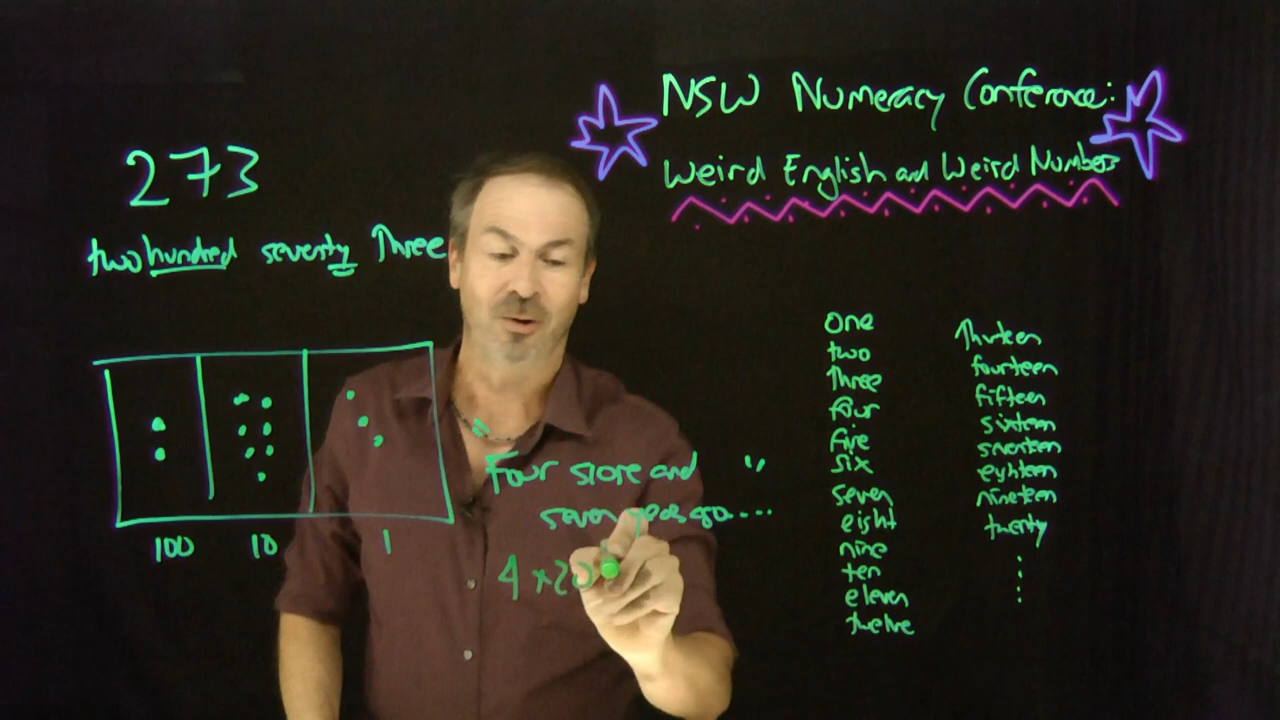 NSW Numeracy Conference:
Weird English and Weird Numbers
273
two hundred seventy Three
100 10 1
"Four score and "
seven years ago...
4 x 20
one
two
Three
four
five
six
seven
eight
nine
ten
eleven
twelve
Thirteen
fourteen
fifteen
sixteen
seventeen
eighteen
nineteen
twenty